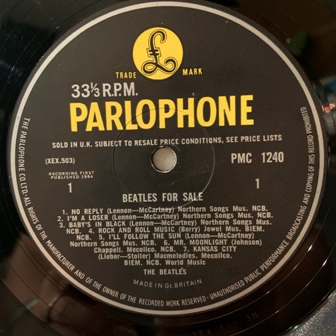 £
TRADE MARK
33⅓ R.P.M.
PARLOPHONE
SOLD IN U.K. SUBJECT TO RESALE PRICE CONDITIONS, SEE PRICE LISTS
(XEX.503)
PMC 1240
RECORDING FIRST
PUBLISHED 1964
1
1
BEATLES FOR SALE
1. NO REPLY (Lennon—McCartney) Northern Songs Mus. NCB.
2. I'M A LOSER (Lennon—McCartney) Northern Songs Mus. NCB.
3. BABY'S IN BLACK (Lennon—McCartney) Northern Songs Mus.
NCB. 4. ROCK AND ROLL MUSIC (Berry) Jewel Mus. BIEM.
NCB. 5. I'LL FOLLOW THE SUN (Lennon—McCartney)
Northern Songs Mus. NCB. 6. MR. MOONLIGHT (Johnson)
Chappell. Mecolico. NCB. 7. KANSAS CITY
(Lieber—Stoller) Macmelodies. Mecolico.
BIEM. NCB. World Music
THE BEATLES
MADE IN GT. BRITAIN
THE PARLOPHONE CO. LTD. ALL RIGHTS OF THE MANUFACTURER AND OF THE OWNER OF THE RECORDED WORK RESERVED. UNAUTHORISED PUBLIC PERFORMANCE, BROADCASTING AND COPYING OF THIS RECORD PROHIBITED